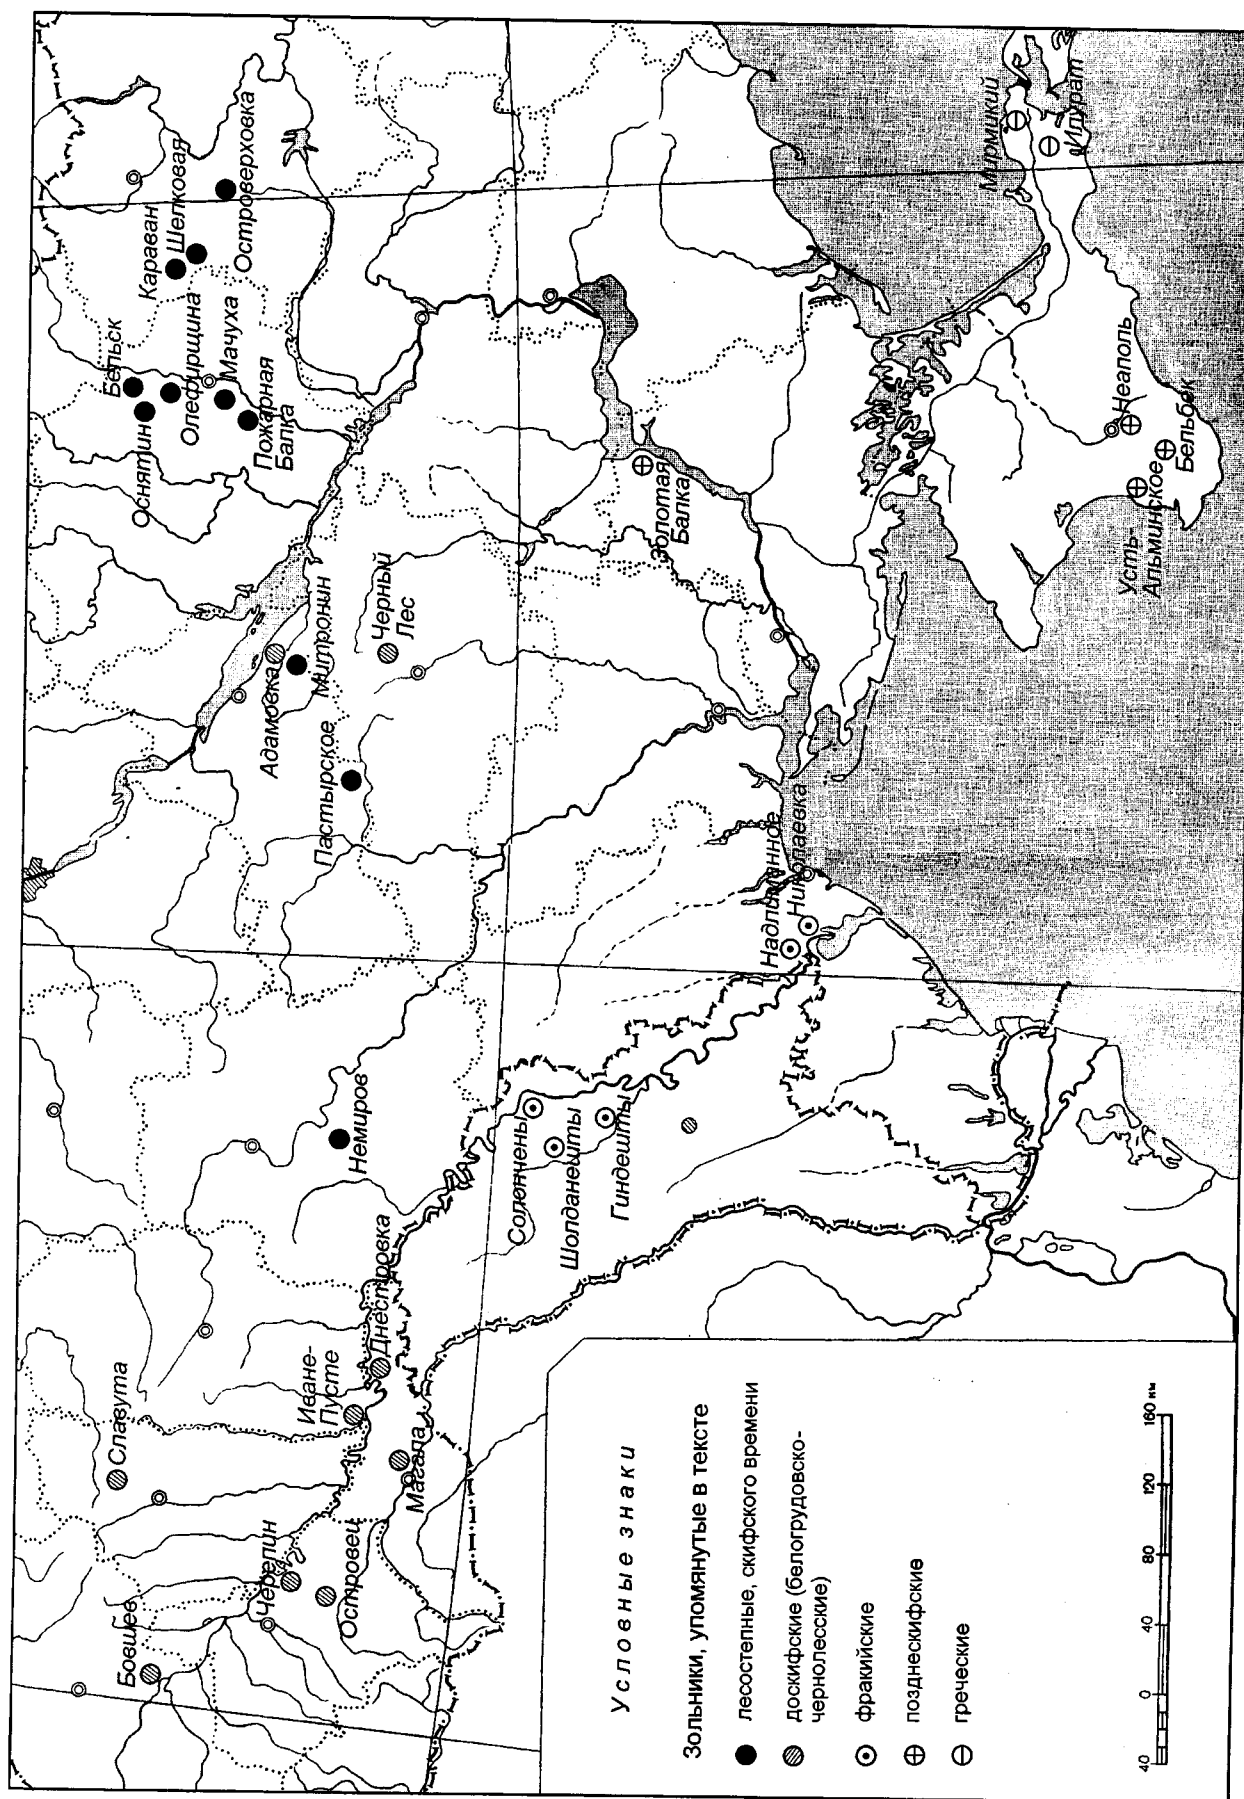 Бельск
Караван
Шелковая
Островерховка
Оснятин
Олефирщина
Мачуха
Пожарная
Балка
Адамовка
Митронин
Пастырское
Черный
Лес
Золотая
Балка
Мирмикий
Илурат
Неаполь
Бельбек
Усть-
Альминское
Надлиманное
Николаевка
Немиров
Солончены
Шолданешты
Гиндешты
Славута
Иване-
Пусте
Днестровка
Магала
Бовшев
Черепин
Островец
Условные знаки
Зольники, упомянутые в тексте
лесостепные, скифского времени
доскифские (белогрудовско-
чернолесские)
фракийские
позднескифские
греческие
40 0 40 80 120 160 км